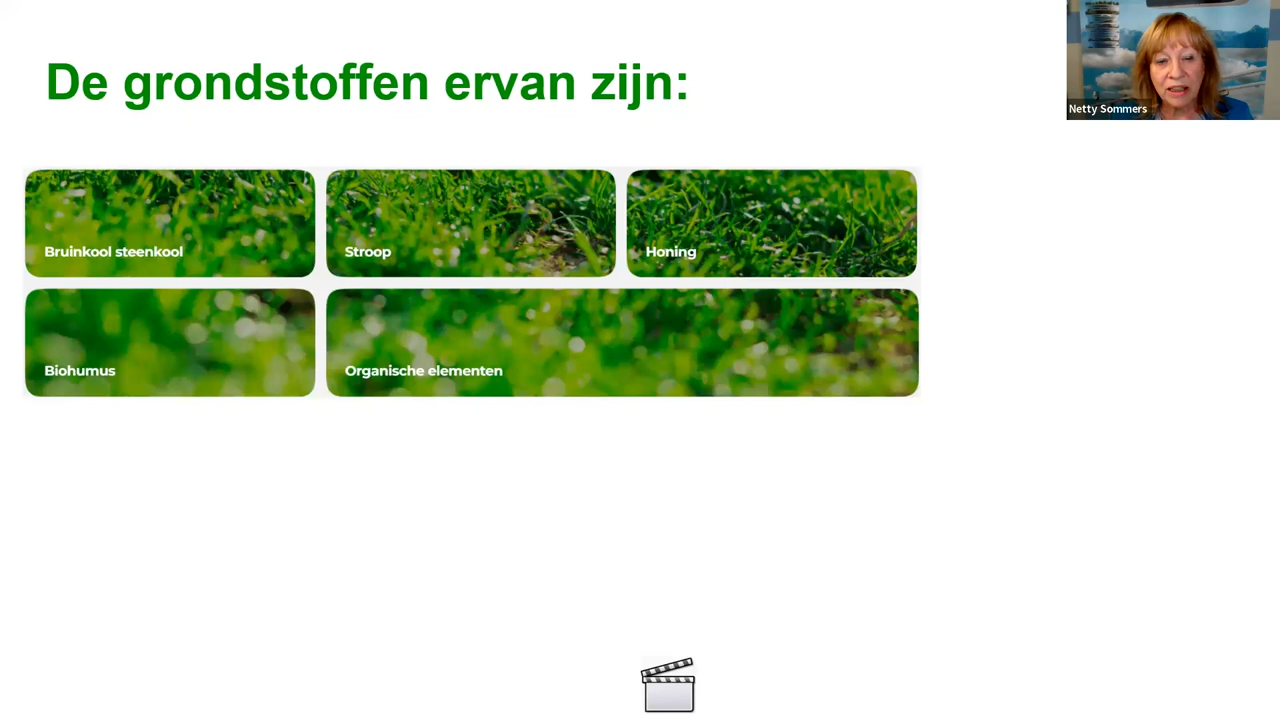 De grondstoffen ervan zijn:
Netty Sommers
Bruinkool steenkool
Stroop
Honing
Biohumus
Organische elementen